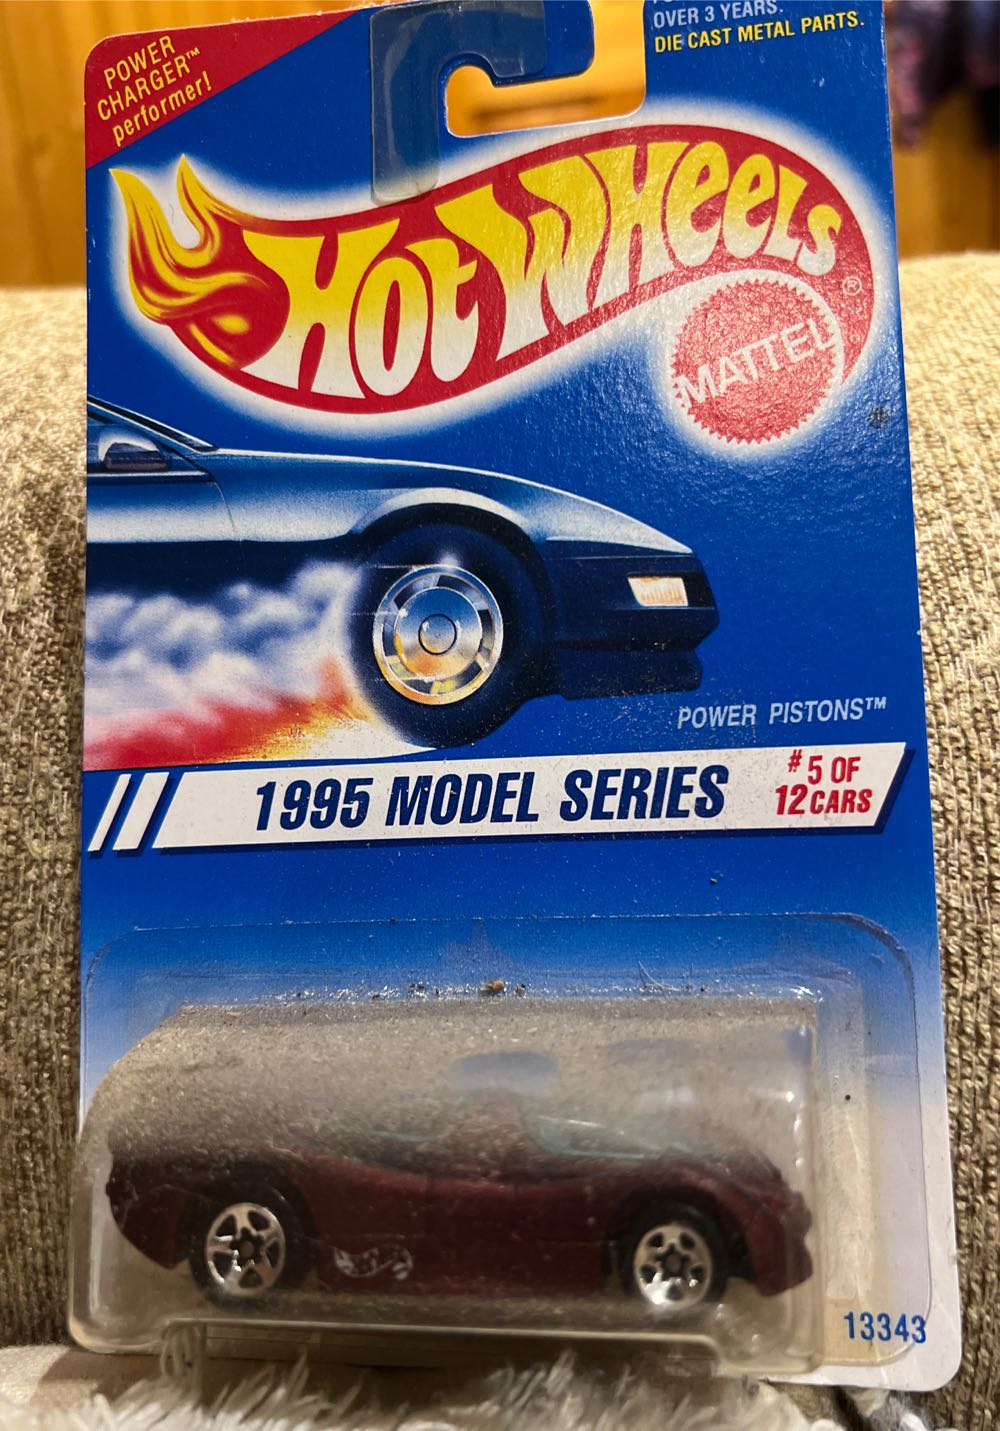 OVER 3 YEARS.
DIE CAST METAL PARTS.
POWER
CHARGER™
performer!
HOT WHEELS®
MATTEL
POWER PISTONS™
1995 MODEL SERIES
#5 OF
12 CARS
13343